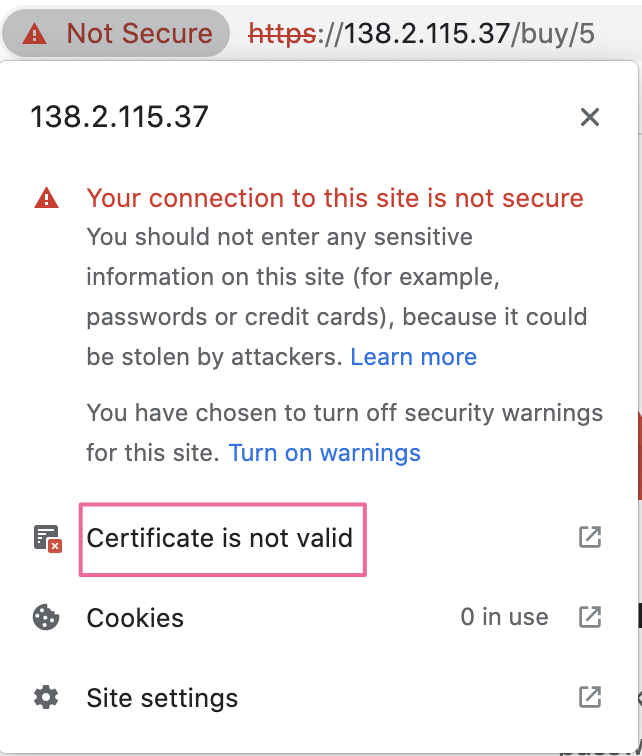 Not Secure https://138.2.115.37/buy/5
138.2.115.37
Your connection to this site is not secure
You should not enter any sensitive
information on this site (for example,
passwords or credit cards), because it could
be stolen by attackers. Learn more
You have chosen to turn off security warnings
for this site. Turn on warnings
Certificate is not valid
Cookies 0 in use
Site settings